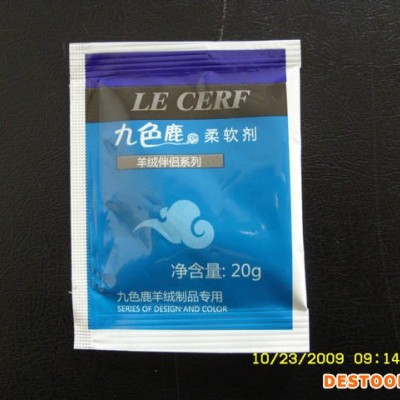 LE CERF
九色鹿 柔软剂
羊绒伴侣系列
净含量: 20g
九色鹿羊绒制品专用
SERIES OF DESIGN AND COLOR
10/23/2009 09:14
DESTOO